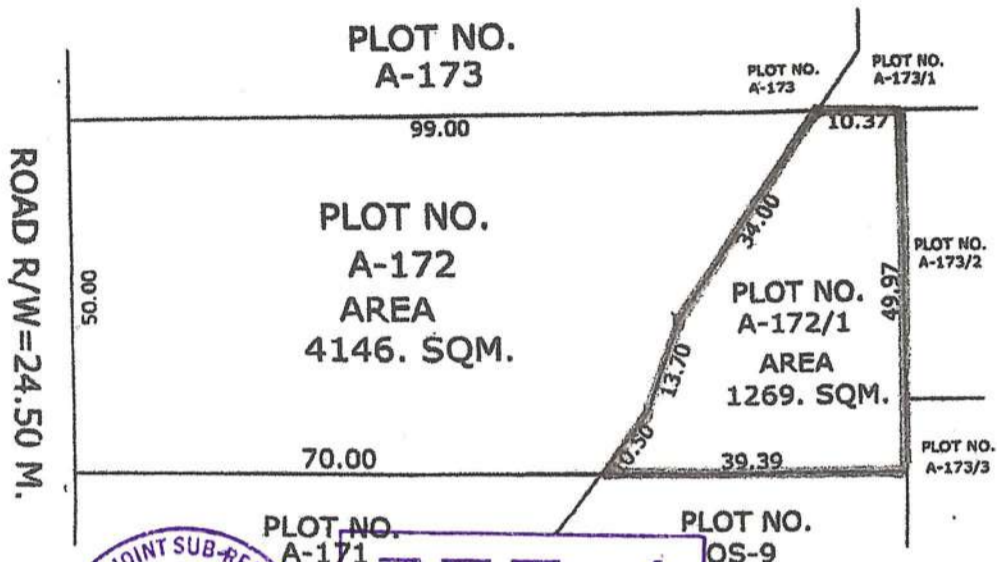 PLOT NO.
A-173
PLOT NO.
A-173
PLOT NO.
A-173/1
99.00
10.37
ROAD R/W=24.50 M.
50.00
PLOT NO.
A-172
AREA
4146. SQM.
34.00
13.70
PLOT NO.
A-172/1
AREA
1269. SQM.
49.97
PLOT NO.
A-173/2
70.00
39.39
PLOT NO.
A-173/3
PLOT NO.
A-171
PLOT NO.
OS-9
JOINT